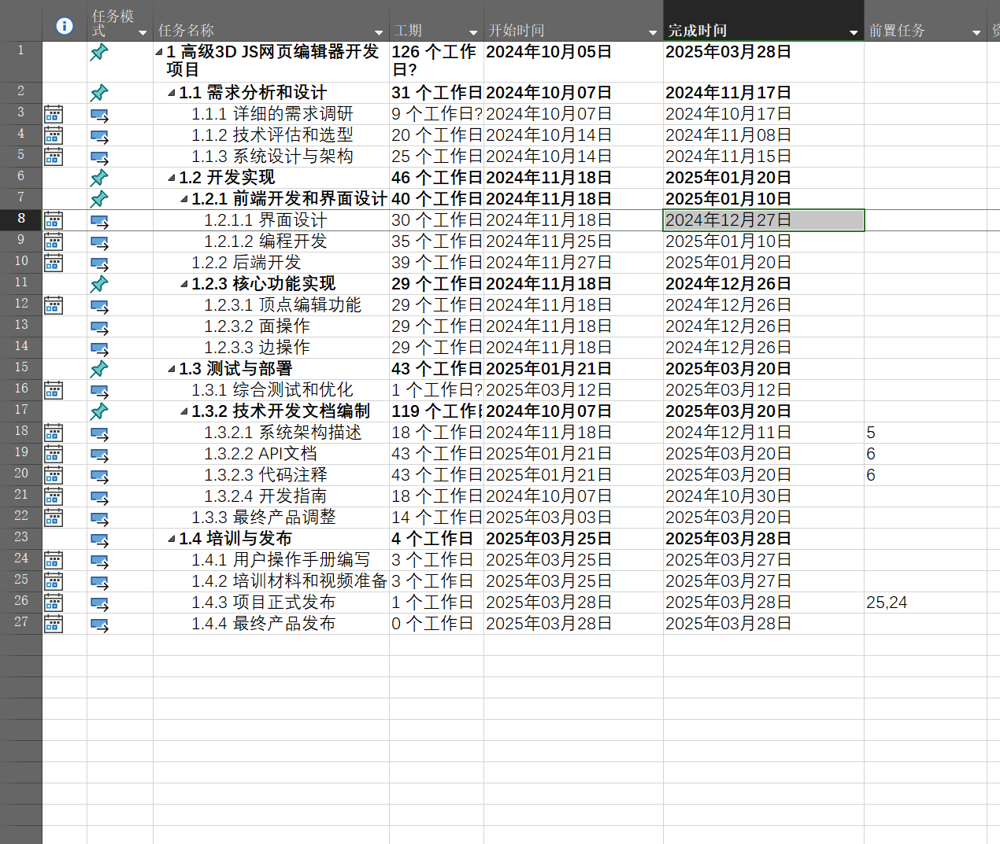 任务模式 任务名称 工期 开始时间 完成时间 前置任务
1 1 高级3D JS网页编辑器开发项目 126 个工作日? 2024年10月05日 2025年03月28日
2 1.1 需求分析和设计 31 个工作日 2024年10月07日 2024年11月17日
3 1.1.1 详细的需求调研 9 个工作日? 2024年10月07日 2024年10月17日
4 1.1.2 技术评估和选型 20 个工作日 2024年10月14日 2024年11月08日
5 1.1.3 系统设计与架构 25 个工作日 2024年10月14日 2024年11月15日
6 1.2 开发实现 46 个工作日 2024年11月18日 2025年01月20日
7 1.2.1 前端开发和界面设计 40 个工作日 2024年11月18日 2025年01月10日
8 1.2.1.1 界面设计 30 个工作日 2024年11月18日 2024年12月27日
9 1.2.1.2 编程开发 35 个工作日 2024年11月25日 2025年01月10日
10 1.2.2 后端开发 39 个工作日 2024年11月27日 2025年01月20日
11 1.2.3 核心功能实现 29 个工作日 2024年11月18日 2024年12月26日
12 1.2.3.1 顶点编辑功能 29 个工作日 2024年11月18日 2024年12月26日
13 1.2.3.2 面操作 29 个工作日 2024年11月18日 2024年12月26日
14 1.2.3.3 边操作 29 个工作日 2024年11月18日 2024年12月26日
15 1.3 测试与部署 43 个工作日 2025年01月21日 2025年03月20日
16 1.3.1 综合测试和优化 1 个工作日? 2025年03月12日 2025年03月12日
17 1.3.2 技术开发文档编制 119 个工作 2024年10月07日 2025年03月20日
18 1.3.2.1 系统架构描述 18 个工作日 2024年11月18日 2024年12月11日 5
19 1.3.2.2 API文档 43 个工作日 2025年01月21日 2025年03月20日 6
20 1.3.2.3 代码注释 43 个工作日 2025年01月21日 2025年03月20日 6
21 1.3.2.4 开发指南 18 个工作日 2024年10月07日 2024年10月30日
22 1.3.3 最终产品调整 14 个工作日 2025年03月03日 2025年03月20日
23 1.4 培训与发布 4 个工作日 2025年03月25日 2025年03月28日
24 1.4.1 用户操作手册编写 3 个工作日 2025年03月25日 2025年03月27日
25 1.4.2 培训材料和视频准备 3 个工作日 2025年03月25日 2025年03月27日
26 1.4.3 项目正式发布 1 个工作日 2025年03月28日 2025年03月28日 25,24
27 1.4.4 最终产品发布 0 个工作日 2025年03月28日 2025年03月28日